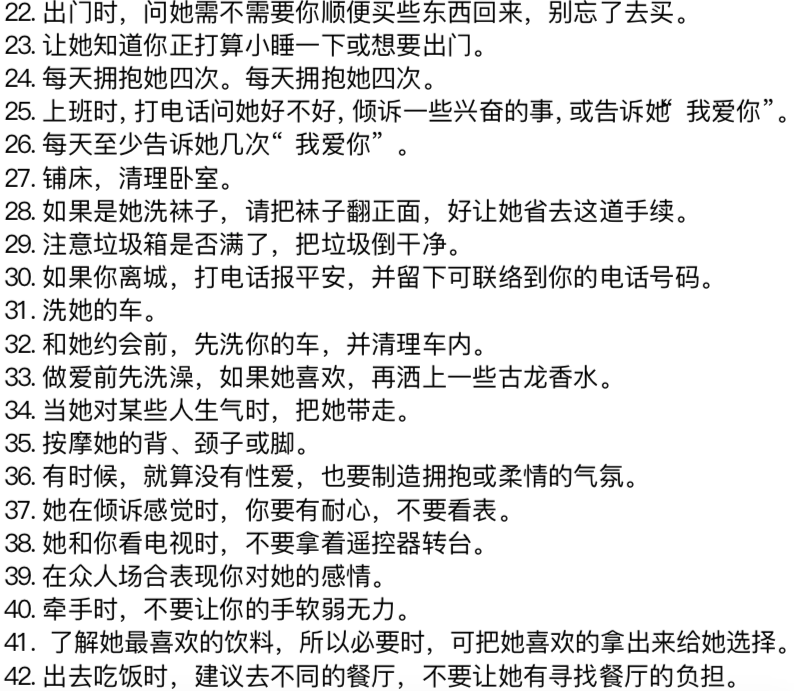 22. 出门时，问她需不需要你顺便买些东西回来，别忘了去买。
23. 让她知道你正打算小睡一下或想要出门。
24. 每天拥抱她四次。每天拥抱她四次。
25. 上班时, 打电话问她好不好, 倾诉一些兴奋的事, 或告诉她“ 我爱你”。
26. 每天至少告诉她几次“ 我爱你” 。
27. 铺床，清理卧室。
28. 如果是她洗袜子，请把袜子翻正面，好让她省去这道手续。
29. 注意垃圾箱是否满了，把垃圾倒干净。
30. 如果你离城，打电话报平安，并留下可联络到你的电话号码。
31. 洗她的车。
32. 和她约会前，先洗你的车，并清理车内。
33. 做爱前先洗澡，如果她喜欢，再洒上一些古龙香水。
34. 当她对某些人生气时，把她带走。
35. 按摩她的背、颈子或脚。
36. 有时候，就算没有性爱，也要制造拥抱或柔情的气氛。
37. 她在倾诉感觉时，你要有耐心，不要看表。
38. 她和你看电视时，不要拿着遥控器转台。
39. 在众人场合表现你对她的感情。
40. 牵手时，不要让你的手软弱无力。
41. 了解她最喜欢的饮料，所以必要时，可把她喜欢的拿出来给她选择。
42. 出去吃饭时，建议去不同的餐厅，不要让她有寻找餐厅的负担。